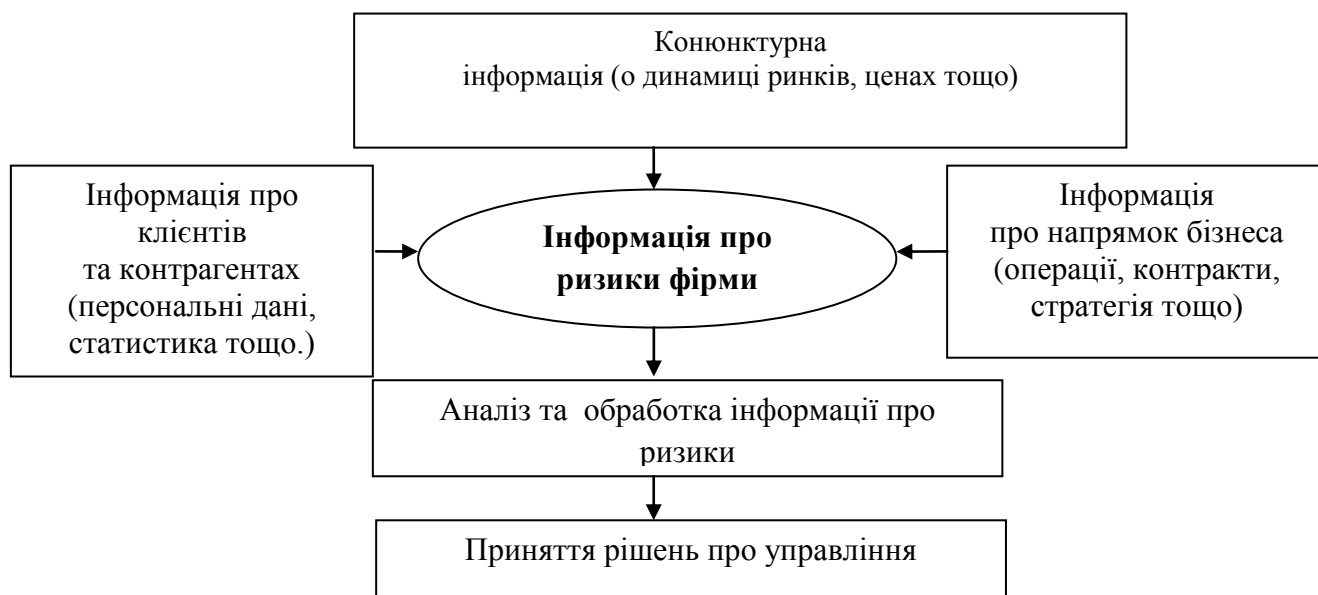 Конюнктурна
інформація (о динамиці ринків, ценах тощо)
Інформація про
клієнтів
та контрагентах
(персональні дані,
статистика тощо.)
Інформація про
ризики фірми
Інформація
про напрямок бізнеса
(операції, контракти,
стратегія тощо)
Аналіз та обработка інформації про
ризики
Приняття рішень про управління